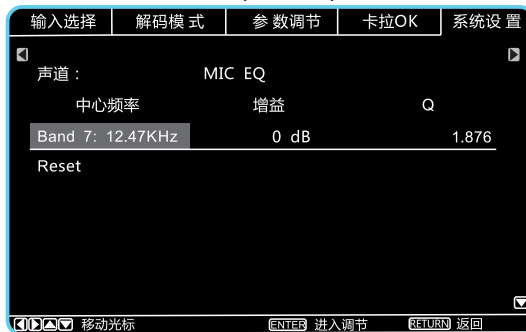 输入选择 解码模式 参数调节 卡拉OK 系统设置
声道： MIC EQ
中心频率 增益 Q
Band 7: 12.47KHz 0 dB 1.876
Reset
移动光标 ENTER 进入调节 RETURN 返回